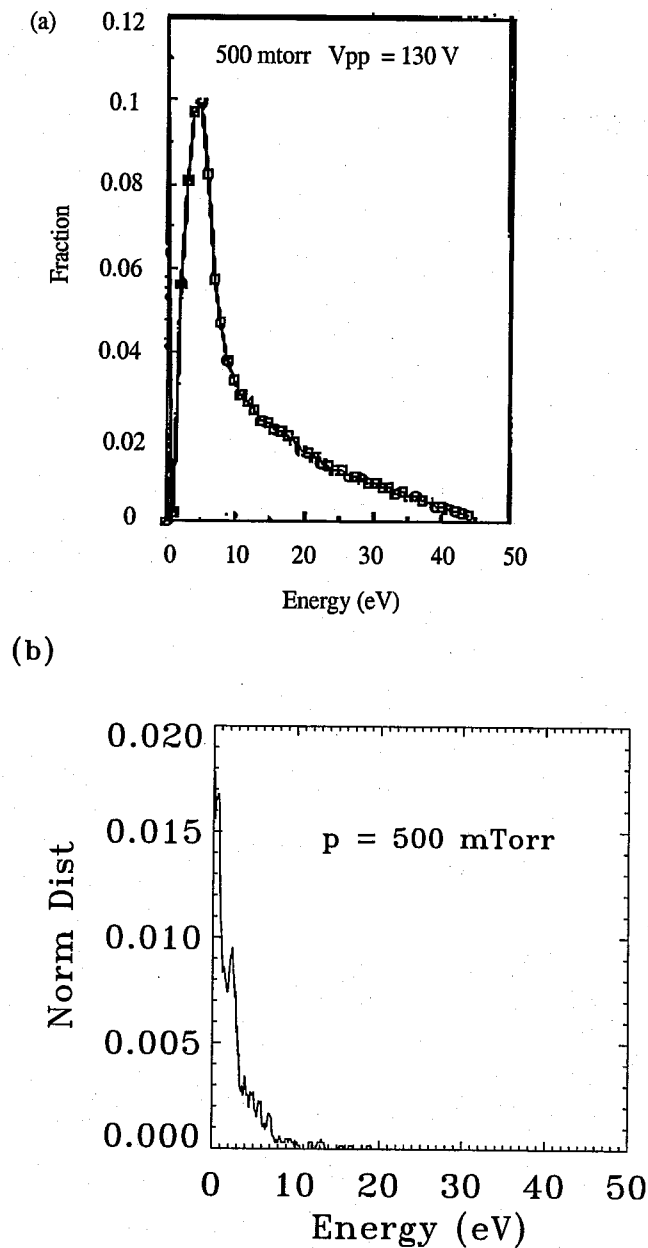 (a)
0.12
500 mtorr Vpp = 130 V
0.1
0.08
0.06
0.04
0.02
0
Fraction
0 10 20 30 40 50
Energy (eV)
(b)
0.020
0.015
0.010
0.005
0.000
Norm Dist
p = 500 mTorr
0 10 20 30 40 50
Energy (eV)